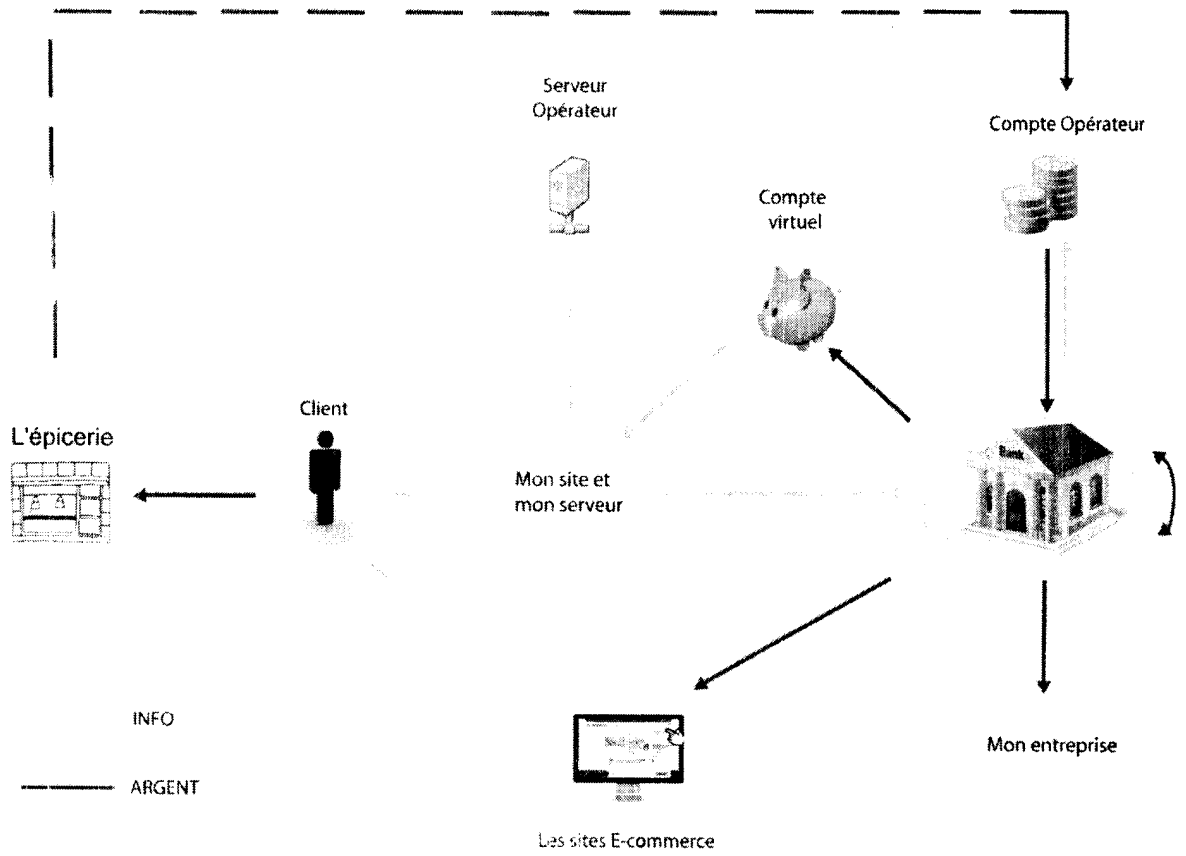 Serveur
Opérateur
Compte Opérateur
Compte
virtuel
Client
L'épicerie
Bank
Mon site et
mon serveur
INFO
ARGENT
Mon entreprise
Les sites E-commerce